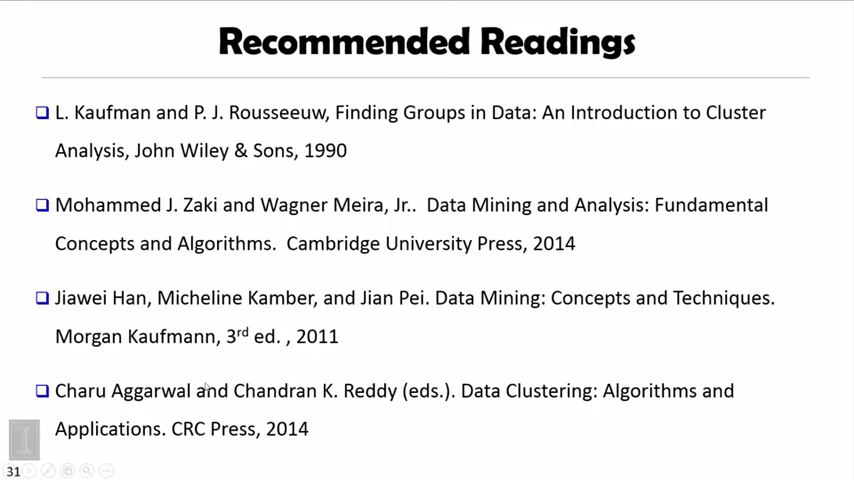 Recommended Readings
L. Kaufman and P. J. Rousseeuw, Finding Groups in Data: An Introduction to Cluster
Analysis, John Wiley & Sons, 1990
Mohammed J. Zaki and Wagner Meira, Jr.. Data Mining and Analysis: Fundamental
Concepts and Algorithms. Cambridge University Press, 2014
Jiawei Han, Micheline Kamber, and Jian Pei. Data Mining: Concepts and Techniques.
Morgan Kaufmann, 3rd ed. , 2011
Charu Aggarwal and Chandran K. Reddy (eds.). Data Clustering: Algorithms and
Applications. CRC Press, 2014
I
31